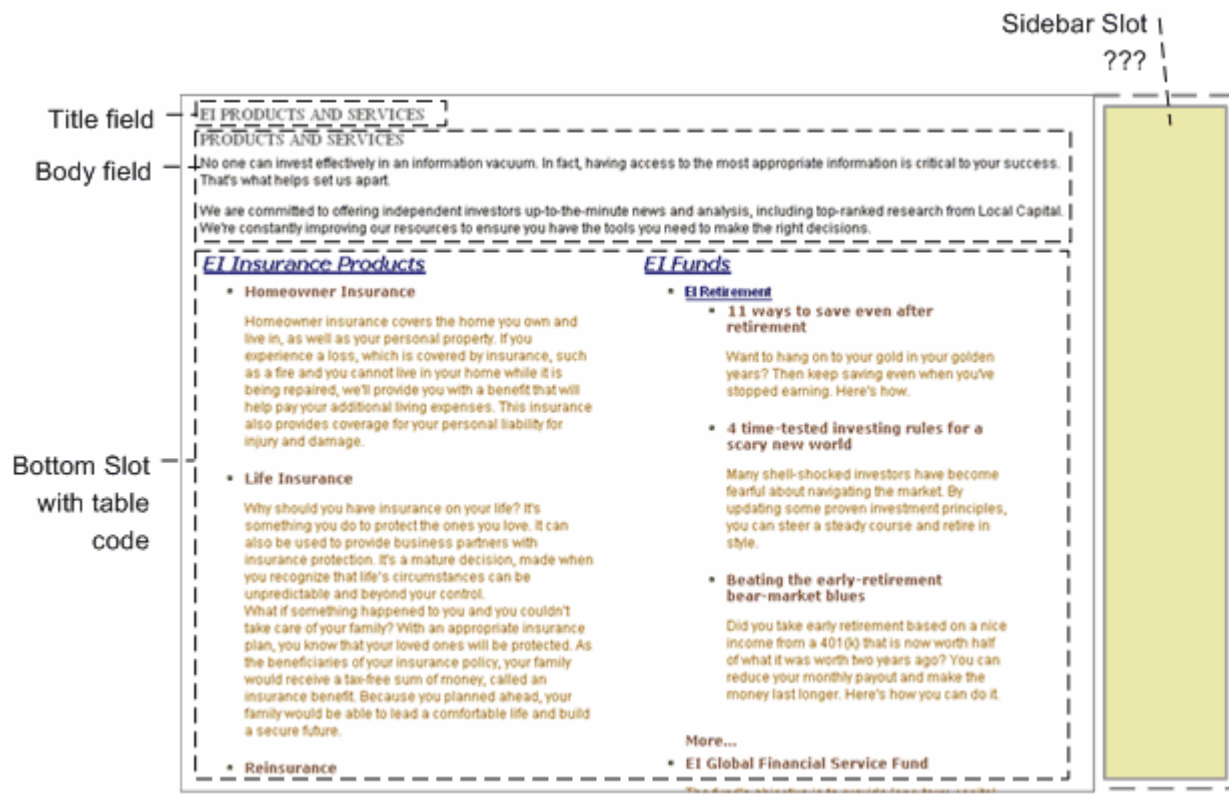 Sidebar Slot
???
Title field
EI PRODUCTS AND SERVICES
Body field
PRODUCTS AND SERVICES
No one can invest effectively in an information vacuum. In fact, having access to the most appropriate information is critical to your success.
That's what helps set us apart.
We are committed to offering independent investors up-to-the-minute news and analysis, including top-ranked research from Local Capital.
We're constantly improving our resources to ensure you have the tools you need to make the right decisions.
Bottom Slot
with table
code
EI Insurance Products
• Homeowner Insurance
Homeowner insurance covers the home you own and
live in, as well as your personal property. If you
experience a loss, which is covered by insurance, such
as a fire and you cannot live in your home while it is
being repaired, we'll provide you with a benefit that will
help pay your additional living expenses. This insurance
also provides coverage for your personal liability for
injury and damage.
• Life Insurance
Why should you have insurance on your life? It's
something you do to protect the ones you love. It can
also be used to provide business partners with
insurance protection. It's a mature decision, made when
you recognize that life's circumstances can be
unpredictable and beyond your control.
What if something happened to you and you couldn't
take care of your family? With an appropriate insurance
plan, you know that your loved ones will be protected. As
the beneficiaries of your insurance policy, your family
would receive a tax-free sum of money, called an
insurance benefit. Because you planned ahead, your
family would be able to lead a comfortable life and build
a secure future.
• Reinsurance
EI Funds
• EI Retirement
• 11 ways to save even after
retirement
Want to hang on to your gold in your golden
years? Then keep saving even when you've
stopped earning. Here's how.
• 4 time-tested investing rules for a
scary new world
Many shell-shocked investors have become
fearful about navigating the market. By
updating some proven investment principles,
you can steer a steady course and retire in
style.
• Beating the early-retirement
bear-market blues
Did you take early retirement based on a nice
income from a 401(k) that is now worth half
of what it was worth two years ago? You can
reduce your monthly payout and make the
money last longer. Here's how you can do it.
More...
• EI Global Financial Service Fund